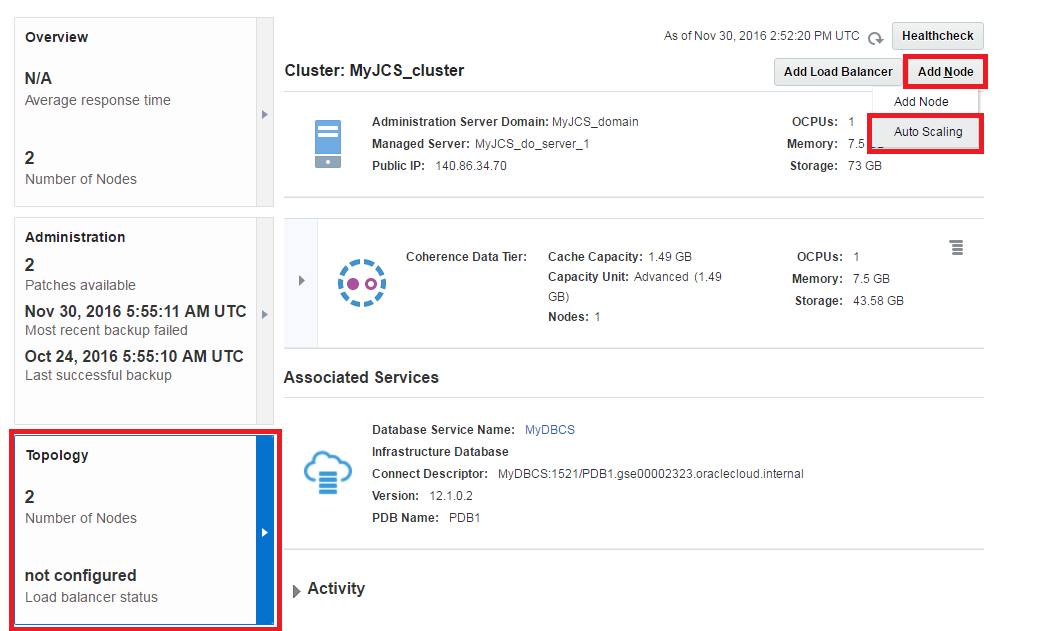 Overview
N/A
Average response time
2
Number of Nodes
Administration
2
Patches available
Nov 30, 2016 5:55:11 AM UTC
Most recent backup failed
Oct 24, 2016 5:55:10 AM UTC
Last successful backup
Topology
2
Number of Nodes
not configured
Load balancer status
As of Nov 30, 2016 2:52:20 PM UTC
Healthcheck
Cluster: MyJCS_cluster
Add Load Balancer
Add Node
Add Node
Auto Scaling
Administration Server Domain: MyJCS_domain
Managed Server: MyJCS_do_server_1
Public IP: 140.86.34.70
OCPUs: 1
Memory: 7.5
Storage: 73 GB
Coherence Data Tier:
Cache Capacity: 1.49 GB
Capacity Unit: Advanced (1.49
GB)
Nodes: 1
OCPUs: 1
Memory: 7.5 GB
Storage: 43.58 GB
Associated Services
Database Service Name: MyDBCS
Infrastructure Database
Connect Descriptor: MyDBCS:1521/PDB1.gse00002323.oraclecloud.internal
Version: 12.1.0.2
PDB Name: PDB1
Activity